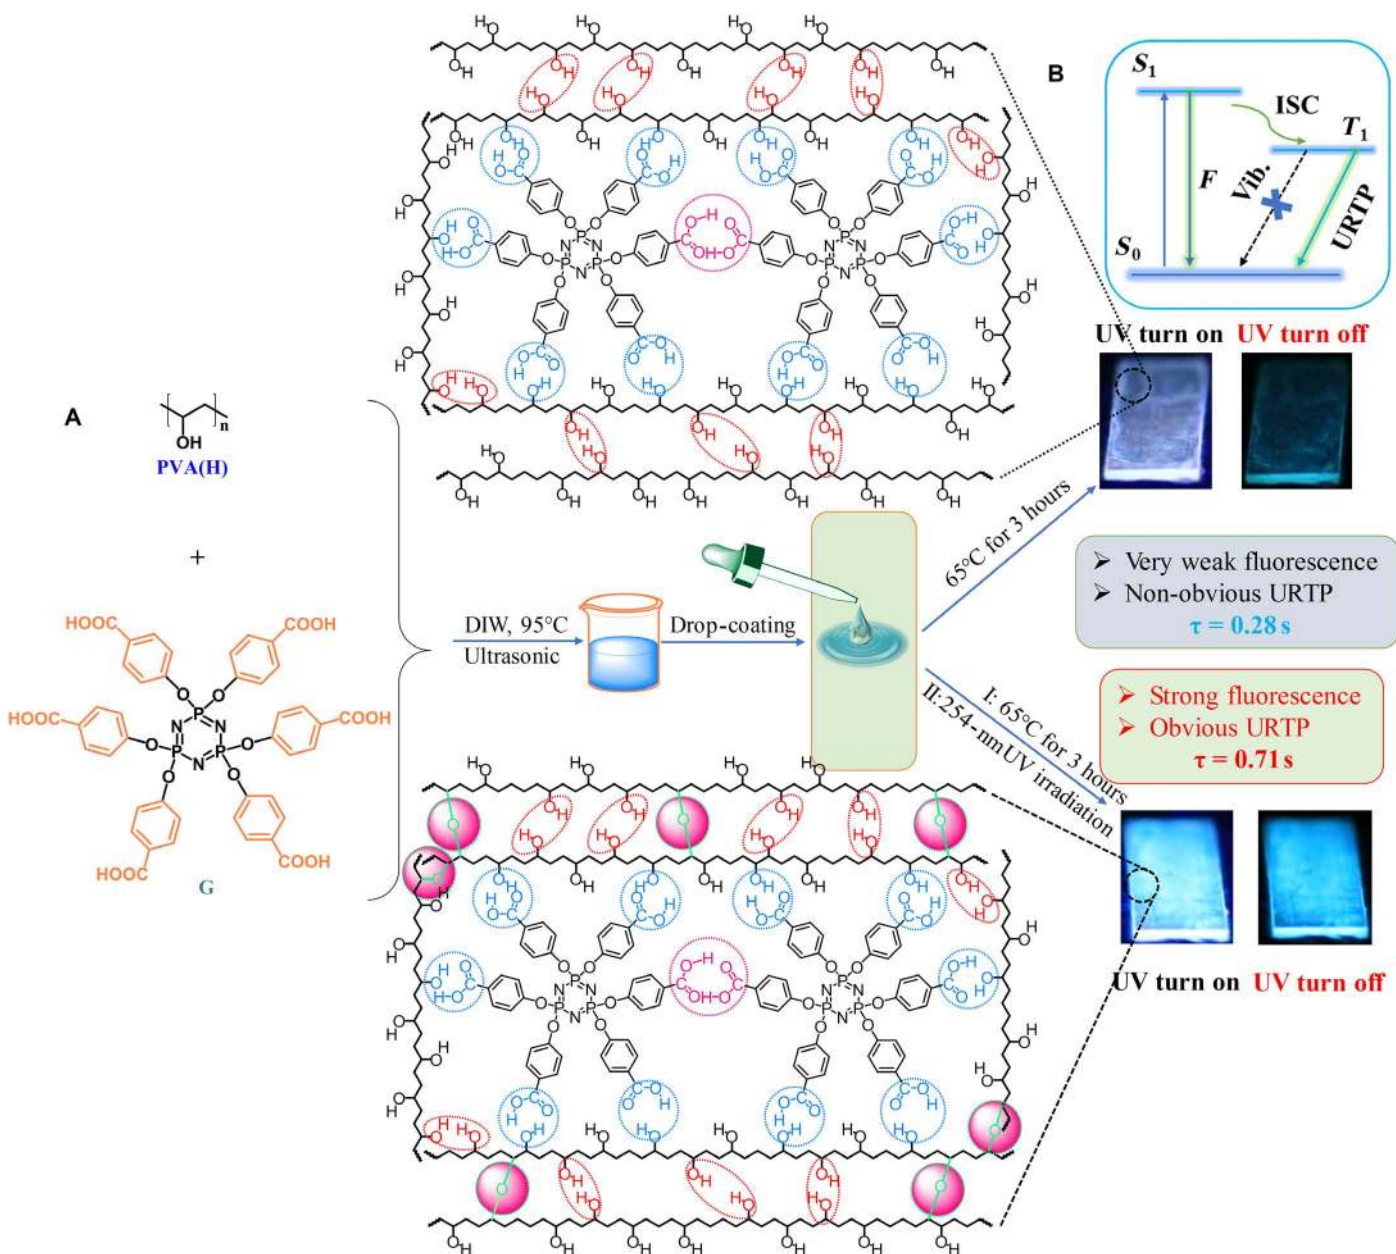 A
PVA(H)
n
OH
+
HOOC
COOH
HOOC
COOH
HOOC
COOH
G
DIW, 95°C
Ultrasonic
Drop-coating
65°C for 3 hours
I: 65°C for 3 hours
II:254-nmUV irradiation
B
S1
ISC
T1
F
Vib.
URTP
S0
UV turn on UV turn off
➢ Very weak fluorescence
➢ Non-obvious URTP
τ = 0.28 s
➢ Strong fluorescence
➢ Obvious URTP
τ = 0.71 s
UV turn on UV turn off